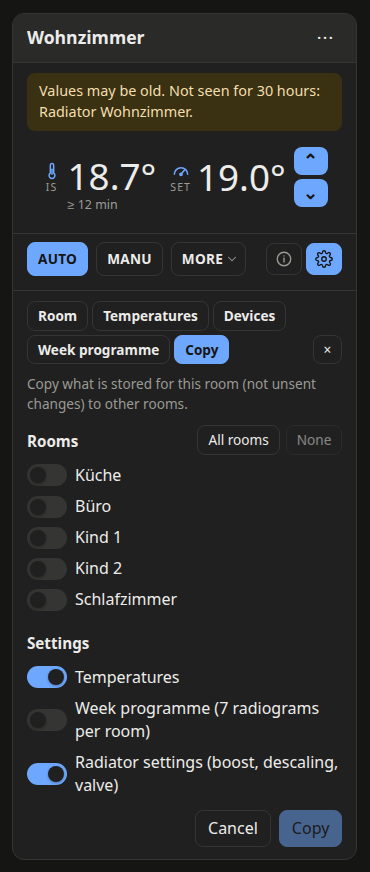 Wohnzimmer
...
Values may be old. Not seen for 30 hours:
Radiator Wohnzimmer.
IS 18.7° SET 19.0°
≥ 12 min
AUTO MANU MORE
Room Temperatures Devices
Week programme Copy ×
Copy what is stored for this room (not unsent
changes) to other rooms.
Rooms All rooms None
Küche
Büro
Kind 1
Kind 2
Schlafzimmer
Settings
Temperatures
Week programme (7 radiograms
per room)
Radiator settings (boost, descaling,
valve)
Cancel Copy